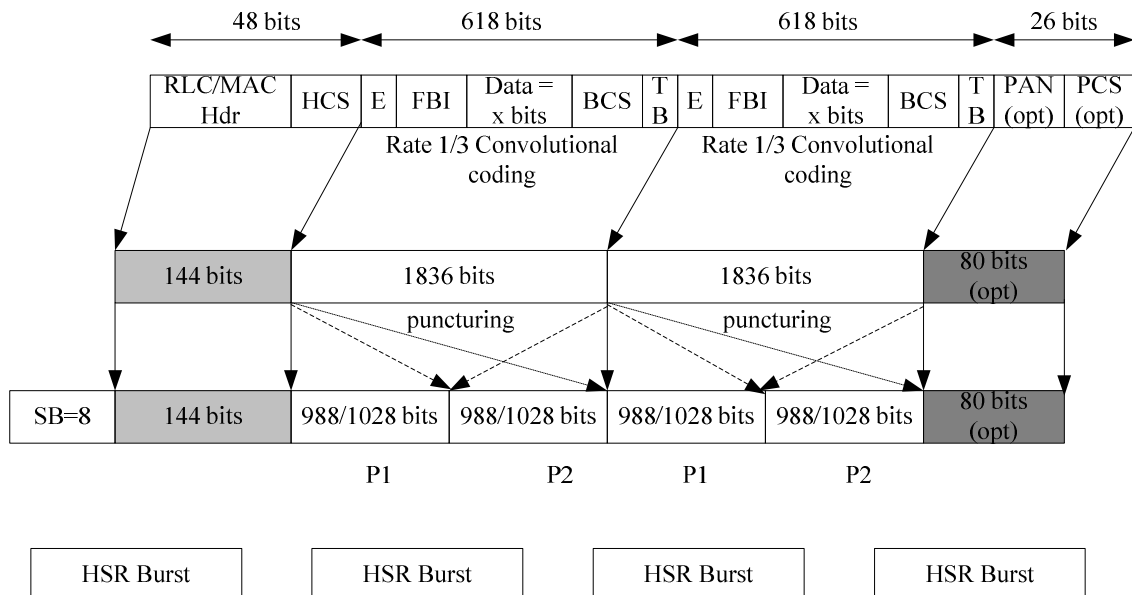 48 bits 618 bits 618 bits 26 bits
RLC/MAC Hdr HCS E FBI Data = x bits BCS T B E FBI Data = x bits BCS T B PAN (opt) PCS (opt)
Rate 1/3 Convolutional coding Rate 1/3 Convolutional coding
144 bits 1836 bits 1836 bits 80 bits (opt)
puncturing puncturing
SB=8 144 bits 988/1028 bits 988/1028 bits 988/1028 bits 988/1028 bits 80 bits (opt)
P1 P2 P1 P2
HSR Burst HSR Burst HSR Burst HSR Burst